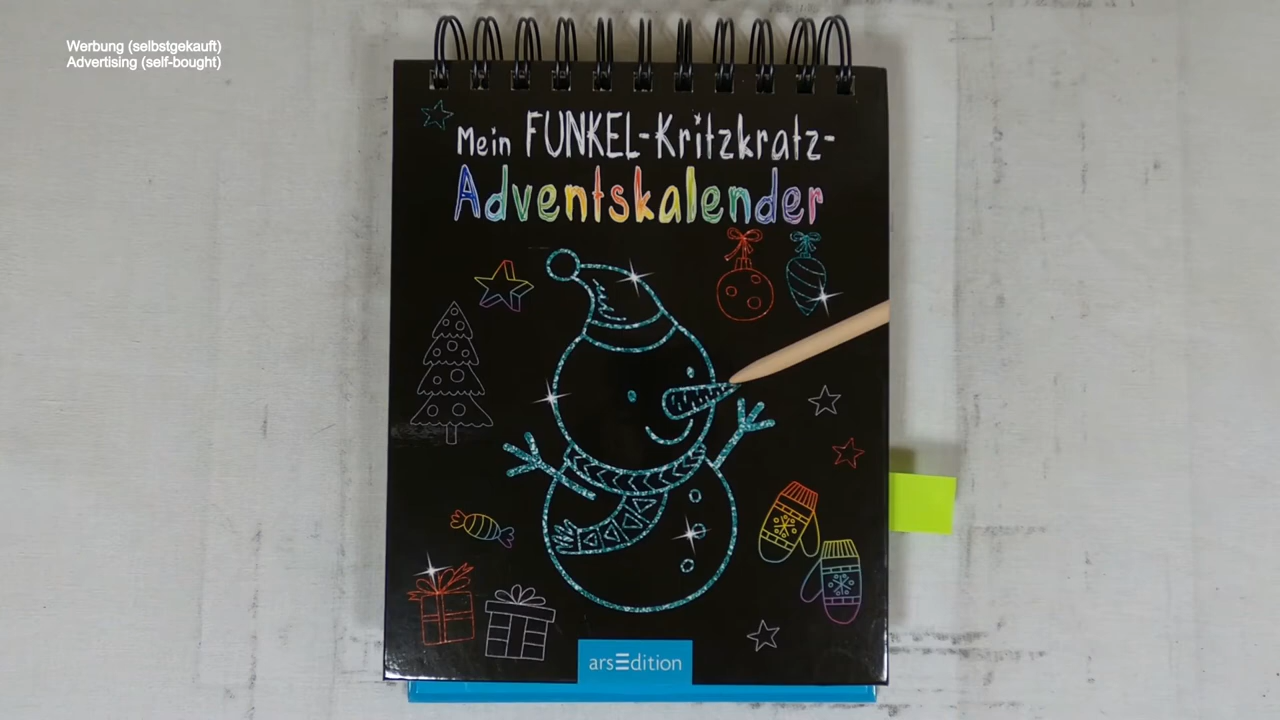 Werbung (selbstgekauft)
Advertising (self-bought)
Mein FUNKEL-Kritzkratz-
Adventskalender
arsEdition